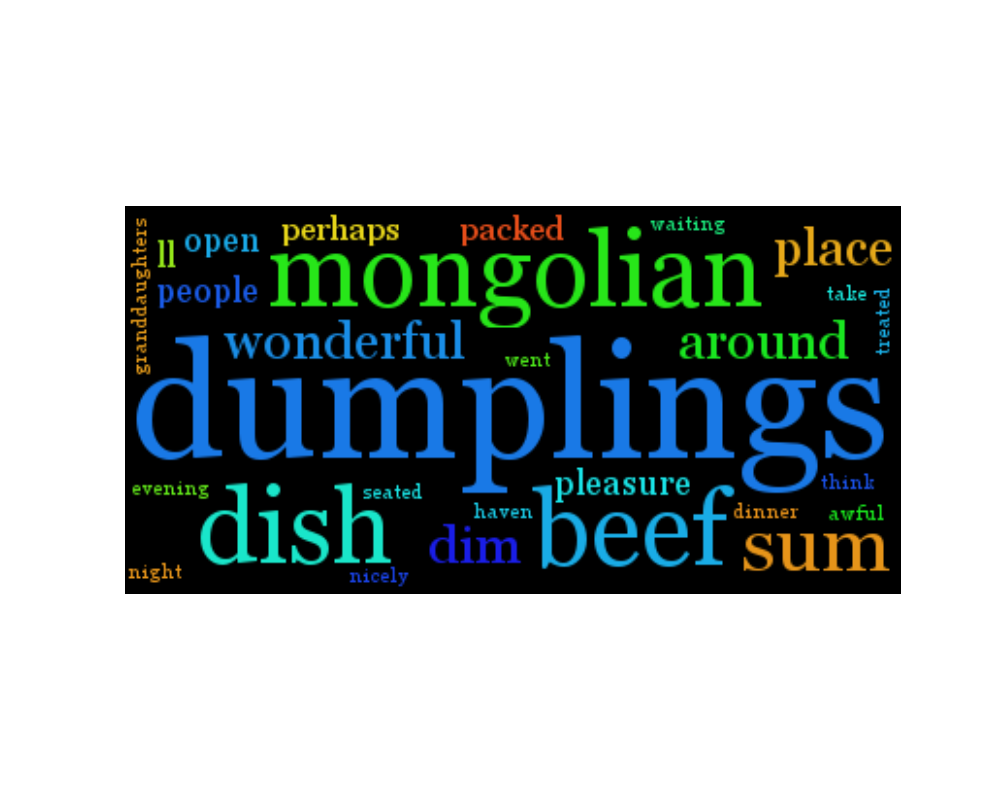 granddaughters
ll
open
perhaps
packed
waiting
place
people
mongolian
take
treated
wonderful
went
around
dumplings
evening
dish
seated
pleasure
think
haven
beef
dinner
awful
dim
sum
night
nicely